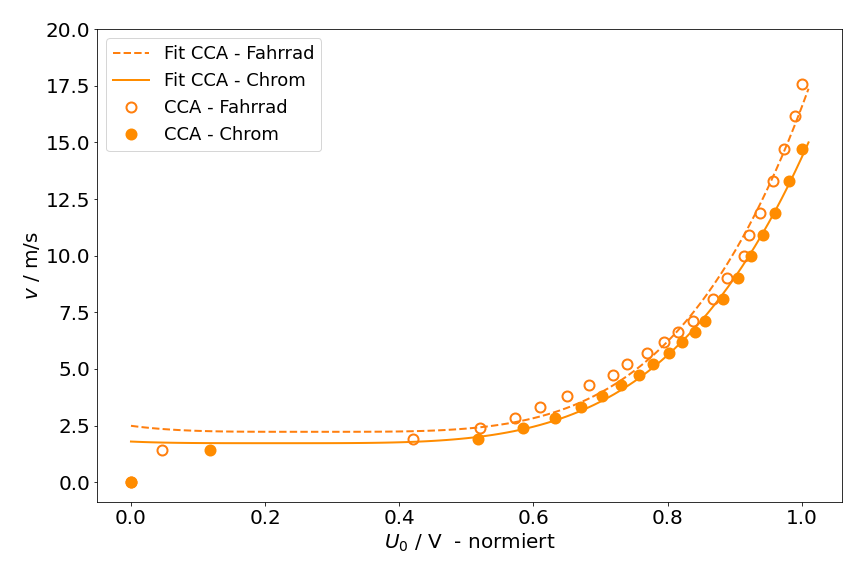 20.0
17.5
15.0
12.5
10.0
7.5
5.0
2.5
0.0
v / m/s
Fit CCA - Fahrrad
Fit CCA - Chrom
CCA - Fahrrad
CCA - Chrom
0.0 0.2 0.4 0.6 0.8 1.0
U₀ / V - normiert